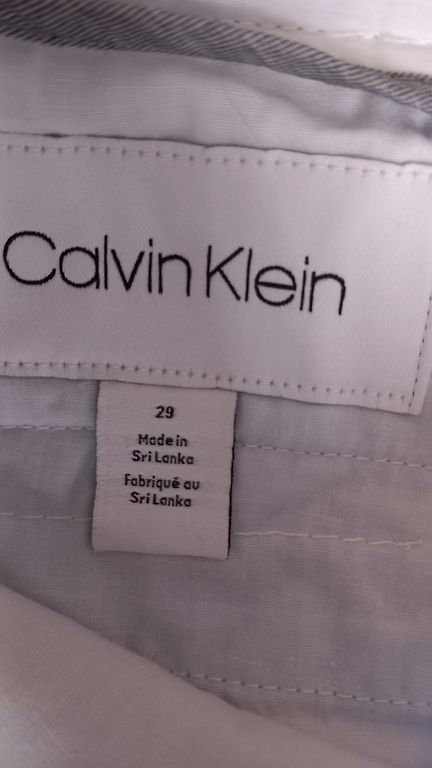 Calvin Klein
29
Made in
Sri Lanka
Fabriqué au
Sri Lanka